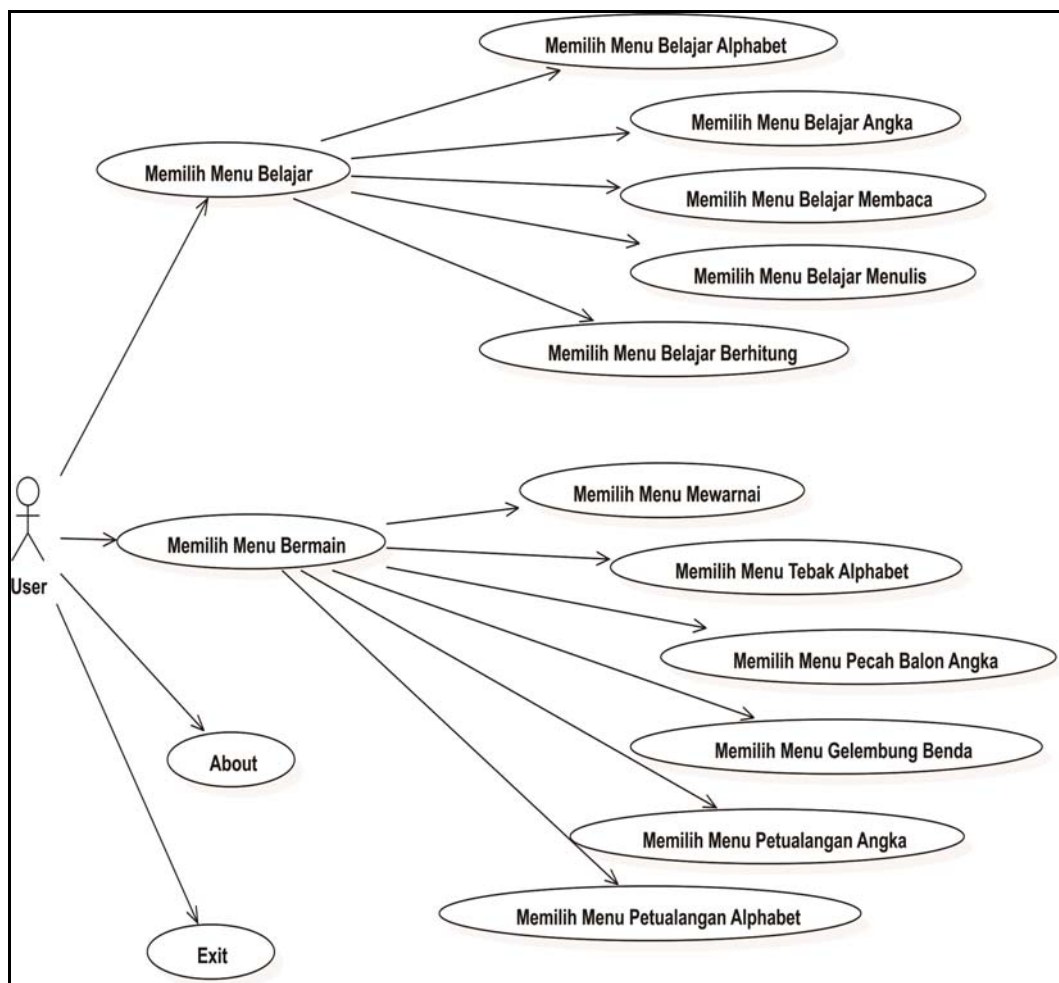 Memilih Menu Belajar Alphabet
Memilih Menu Belajar Angka
Memilih Menu Belajar
Memilih Menu Belajar Membaca
Memilih Menu Belajar Menulis
Memilih Menu Belajar Berhitung
Memilih Menu Mewarnai
Memilih Menu Bermain
Memilih Menu Tebak Alphabet
User
Memilih Menu Pecah Balon Angka
Memilih Menu Gelembung Benda
About
Memilih Menu Petualangan Angka
Memilih Menu Petualangan Alphabet
Exit